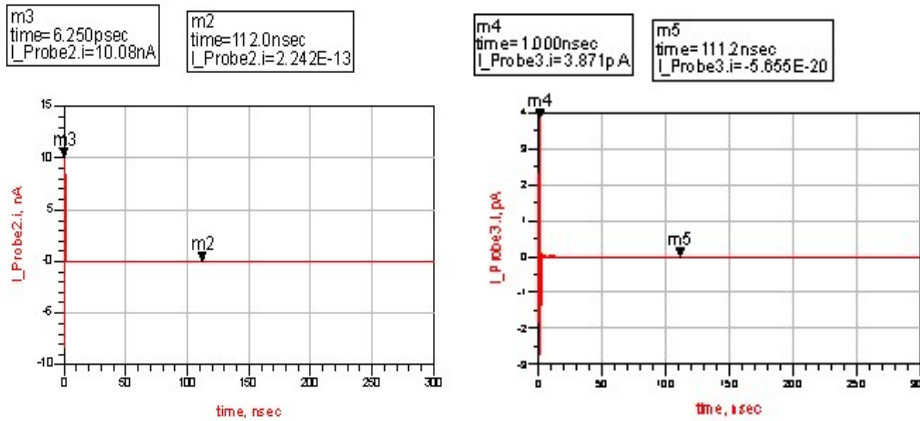 m3
time=6.250psec
I_Probe2.i=10.08nA
m2
time=112.0nsec
I_Probe2.i=2.242E-13
m4
time=1.000nsec
I_Probe3.i=3.871pA
m5
time=111.2nsec
I_Probe3.i=-5.655E-20
15
10
5
-0
-5
-10
I_Probe2.i, nA
m3
m2
0
50
100
150
200
250
300
time, nsec
4
2
1
0
-1
-2
I_Probe3.i, pA
m4
m5
0
50
100
150
200
250
time, nsec